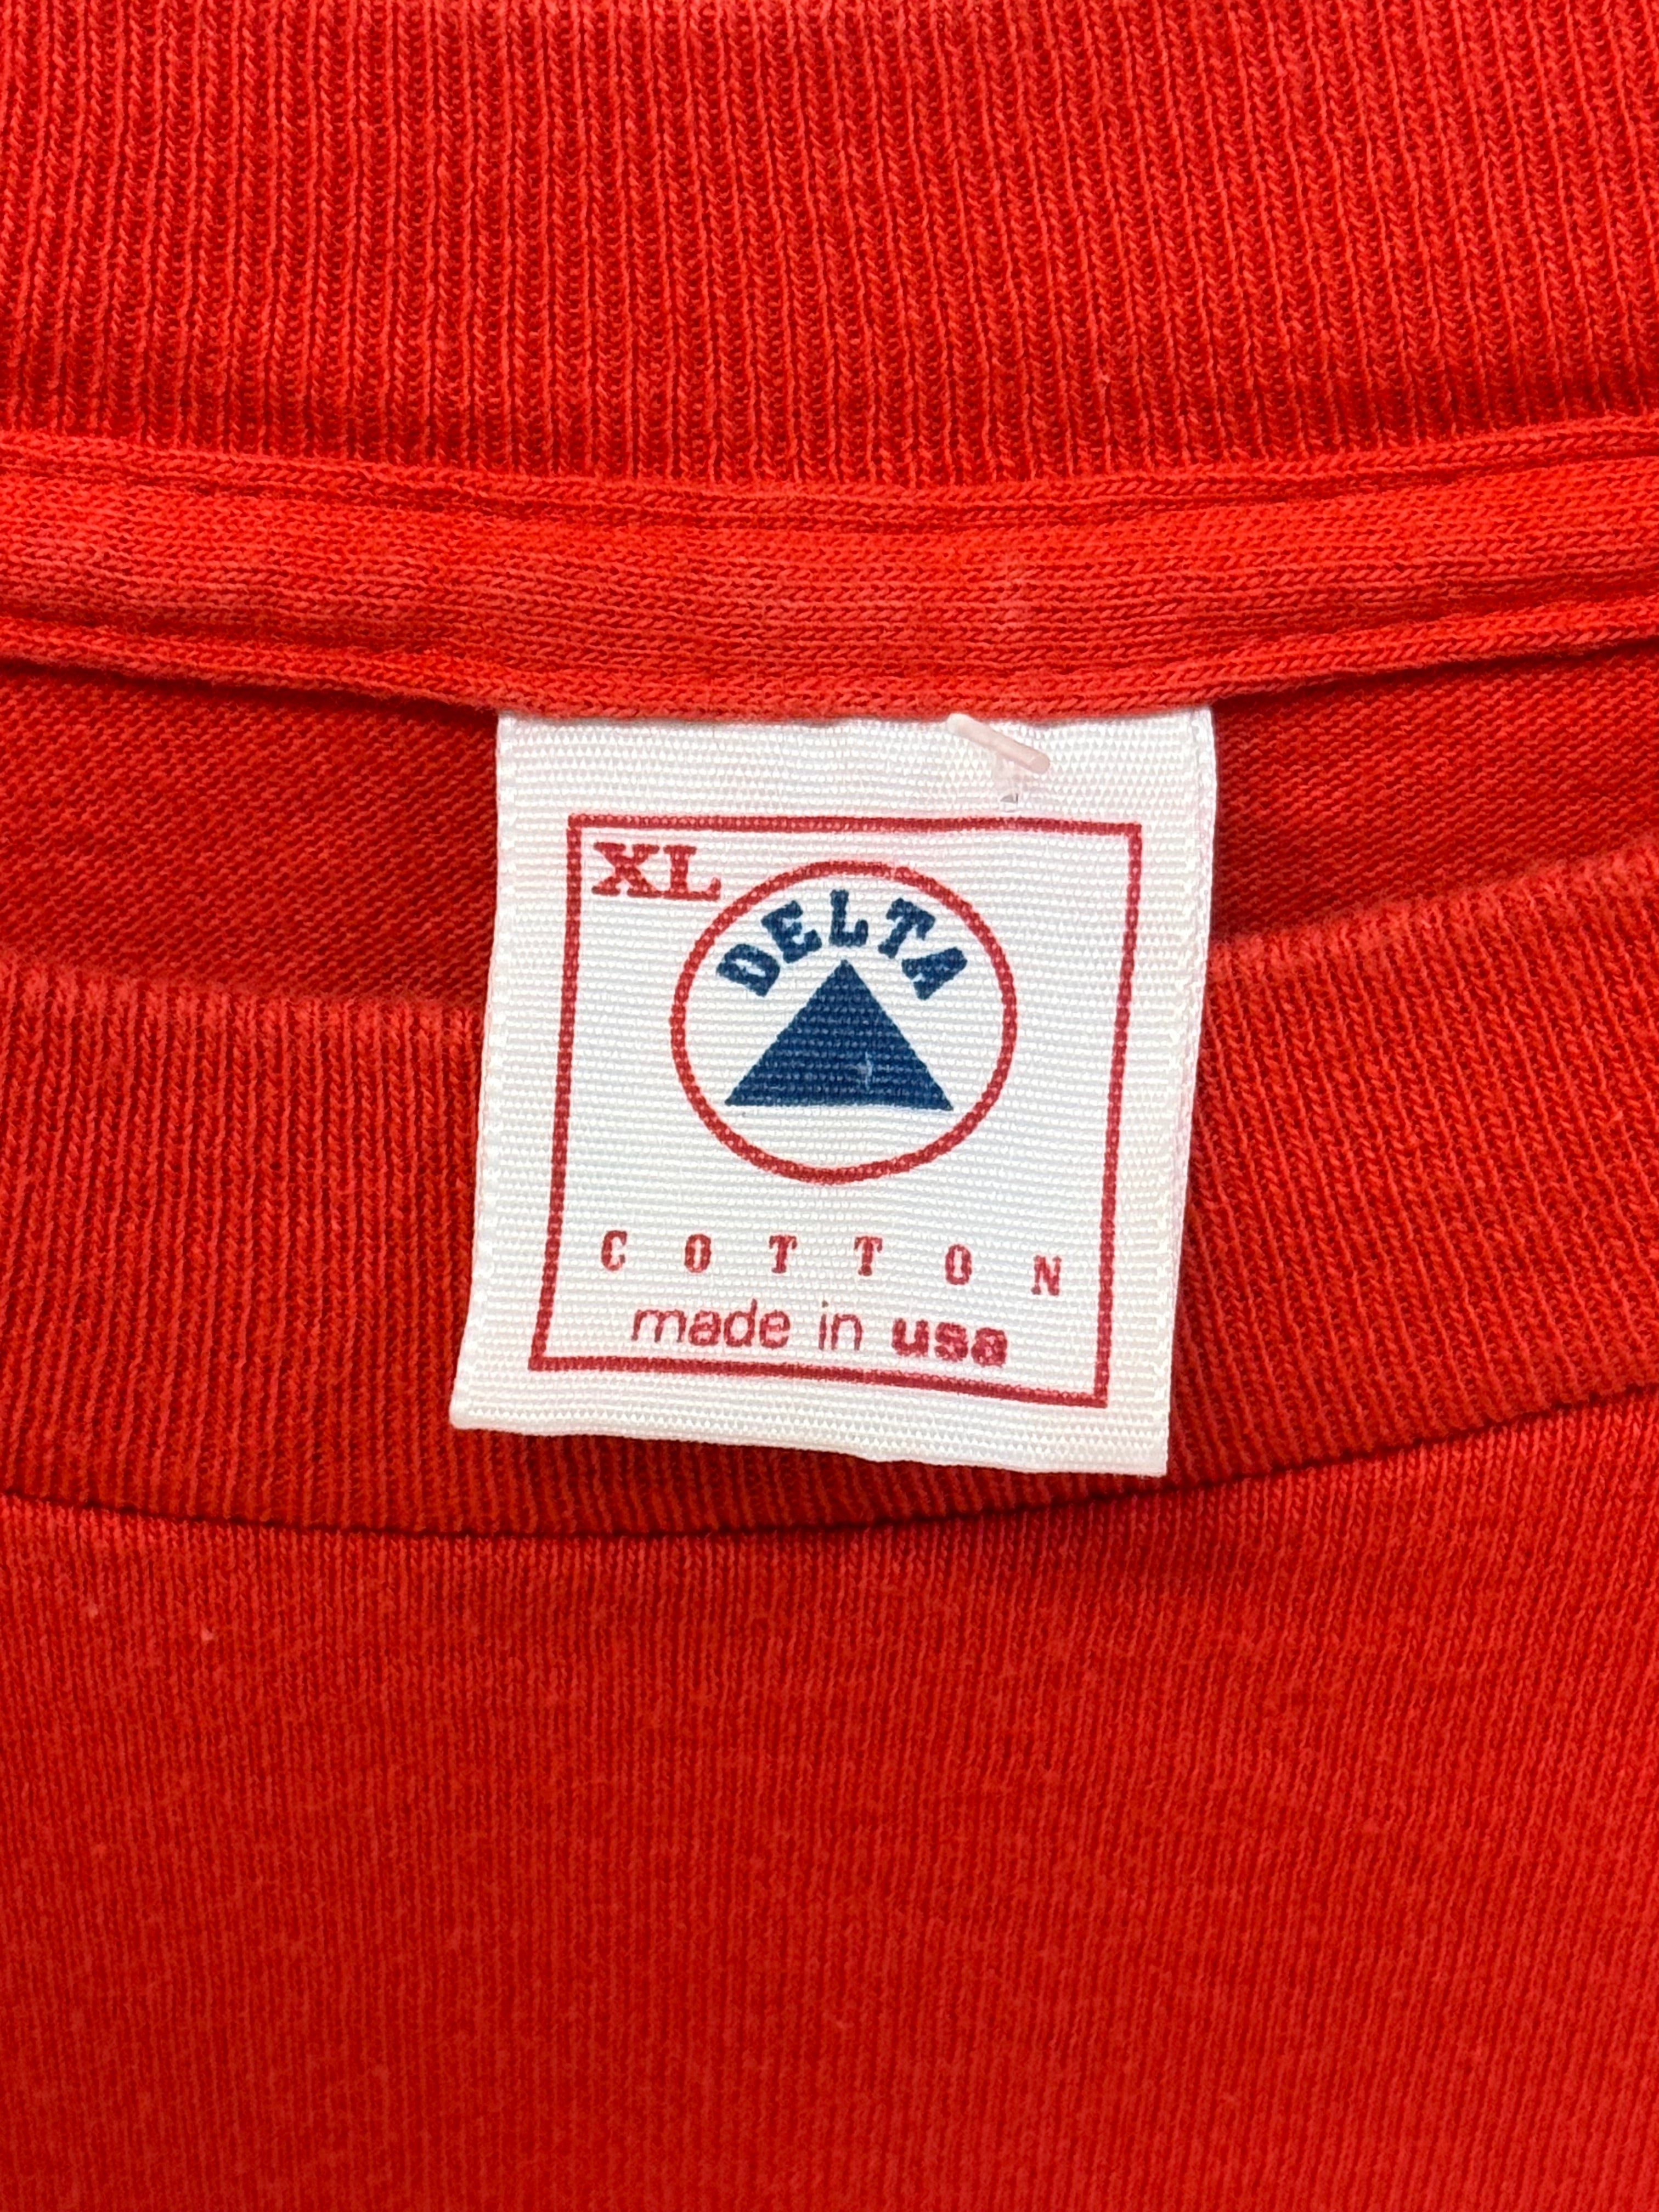 XL
DELTA
COTTON
made in usa